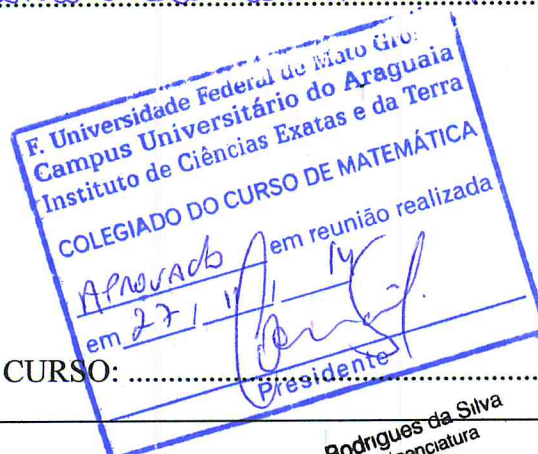 F. Universidade Federal de Mato Gro
Campus Universitário do Araguaia
Instituto de Ciências Exatas e da Terra
COLEGIADO DO CURSO DE MATEMÁTICA
APROVADO em reunião realizada
em 27 / 11 / 14
Presidente
CURSO: ........................
Rodrigues da Silva